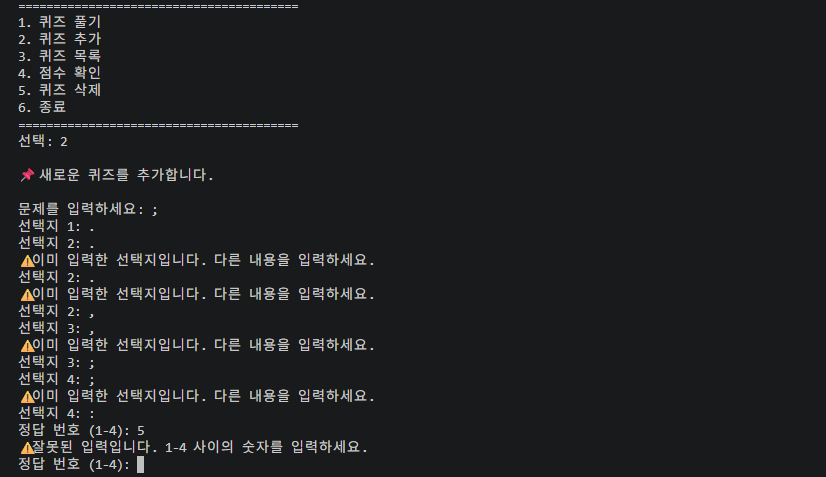 ========================================
1. 퀴즈 풀기
2. 퀴즈 추가
3. 퀴즈 목록
4. 점수 확인
5. 퀴즈 삭제
6. 종료
========================================
선택: 2
📌 새로운 퀴즈를 추가합니다.
문제를 입력하세요: ;
선택지 1: .
선택지 2: .
⚠️이미 입력한 선택지입니다. 다른 내용을 입력하세요.
선택지 2: .
⚠️이미 입력한 선택지입니다. 다른 내용을 입력하세요.
선택지 2: ,
선택지 3: ,
⚠️이미 입력한 선택지입니다. 다른 내용을 입력하세요.
선택지 3: ;
선택지 4: ;
⚠️이미 입력한 선택지입니다. 다른 내용을 입력하세요.
선택지 4: :
정답 번호 (1-4): 5
⚠️잘못된 입력입니다. 1-4 사이의 숫자를 입력하세요.
정답 번호 (1-4):